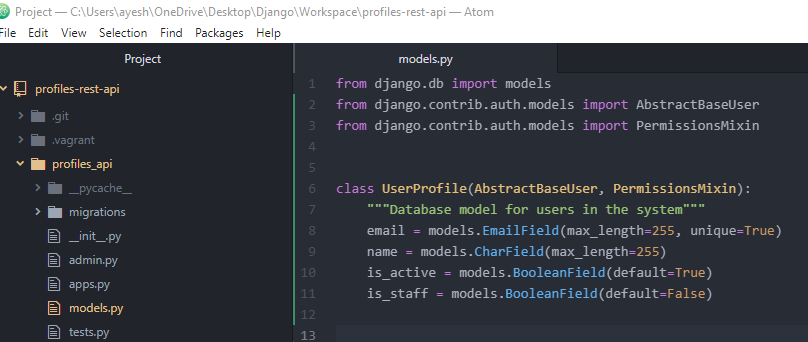 Project — C:\Users\ayesh\OneDrive\Desktop\Django\Workspace\profiles-rest-api — Atom
File Edit View Selection Find Packages Help
Project
profiles-rest-api
.git
.vagrant
profiles_api
__pycache__
migrations
__init__.py
admin.py
apps.py
models.py
tests.py
models.py
1 from django.db import models
2 from django.contrib.auth.models import AbstractBaseUser
3 from django.contrib.auth.models import PermissionsMixin
4
5
6 class UserProfile(AbstractBaseUser, PermissionsMixin):
7     """Database model for users in the system"""
8     email = models.EmailField(max_length=255, unique=True)
9     name = models.CharField(max_length=255)
10     is_active = models.BooleanField(default=True)
11     is_staff = models.BooleanField(default=False)
12
13